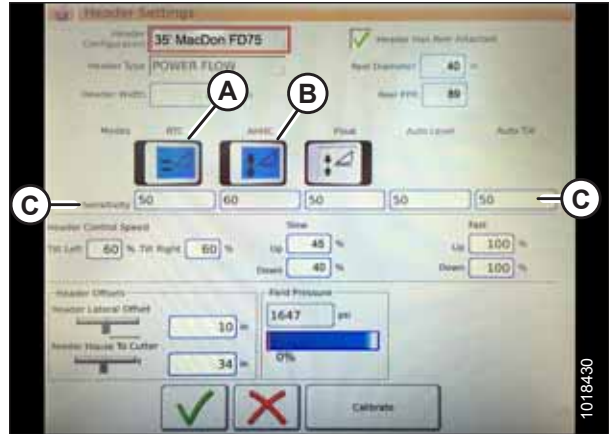 Header Settings
Header Configuration 35' MacDon FD75 Header Has Reel Attached
Header Type POWER FLOW Reel Diameter 40 in
Header Width Reel PPR 89
A B
Modes RTC AHHC Float Auto Level Auto Tilt
C Sensitivity 50 60 50 50 50 C
Header Control Speed Slow Fast
Tilt Left 60 % Tilt Right 60 % Up 45 % Up 100 %
Down 40 % Down 100 %
Header Offsets Field Pressure
Header Lateral Offset 1647 psi
10 in
Feeder House To Cutter 0%
34 in
Calibrate
1018430